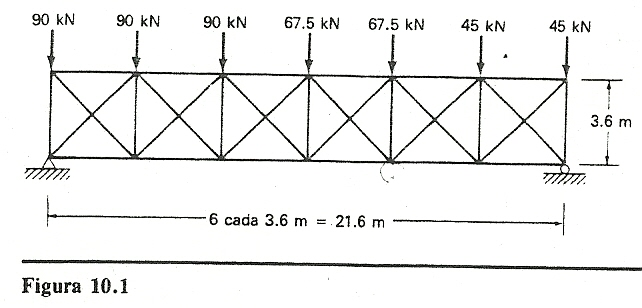 90 kN 90 kN 90 kN 67.5 kN 67.5 kN 45 kN 45 kN
3.6 m
6 cada 3.6 m = 21.6 m
Figura 10.1